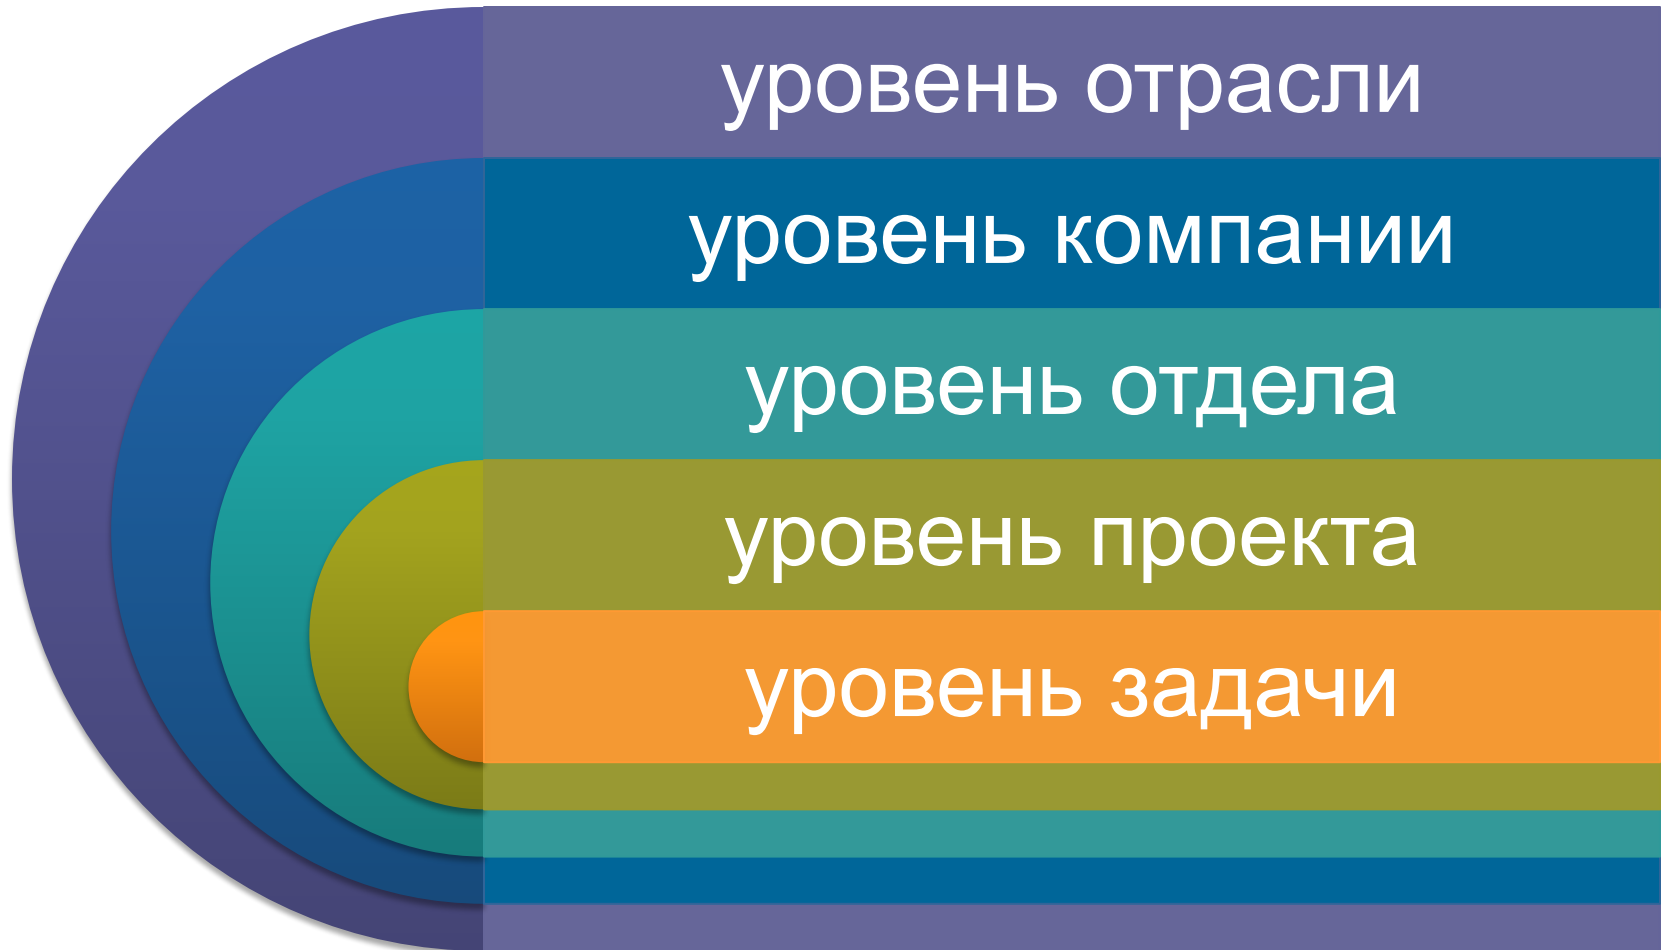 уровень отрасли
уровень компании
уровень отдела
уровень проекта
уровень задачи